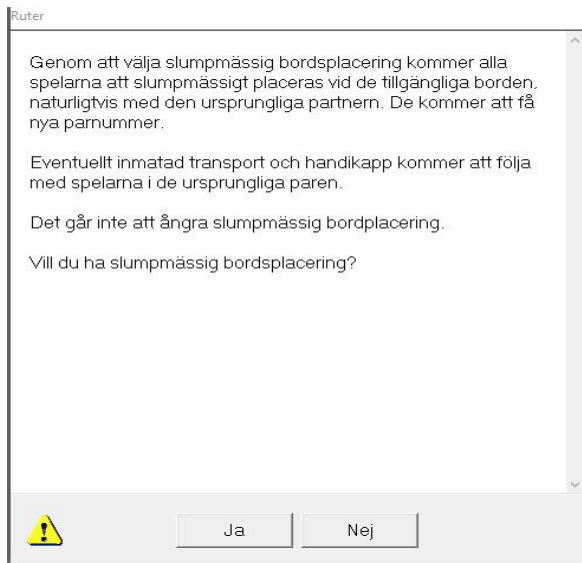 Ruter
Genom att välja slumpmässig bordsplacering kommer alla
spelarna att slumpmässigt placeras vid de tillgängliga borden,
naturligtvis med den ursprungliga partnern. De kommer att få
nya parnummer.
Eventuellt inmatad transport och handikapp kommer att följa
med spelarna i de ursprungliga paren.
Det går inte att ångra slumpmässig bordplacering.
Vill du ha slumpmässig bordsplacering?
Ja
Nej